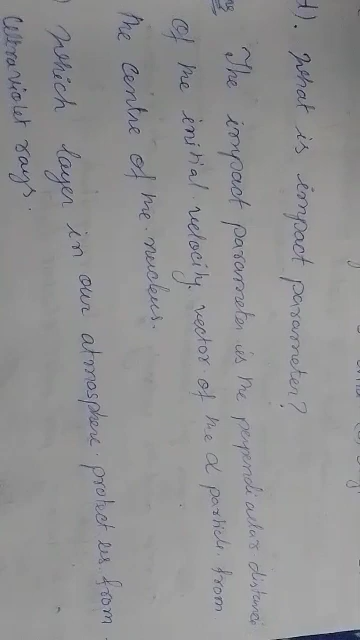 d). What is impact parameter?
Ans The impact parameter is the perpendicular distance
of the initial velocity vector of the α particle from
the centre of the nucleus.
) Which layer in our atmosphere protect us from
ultraviolet rays.